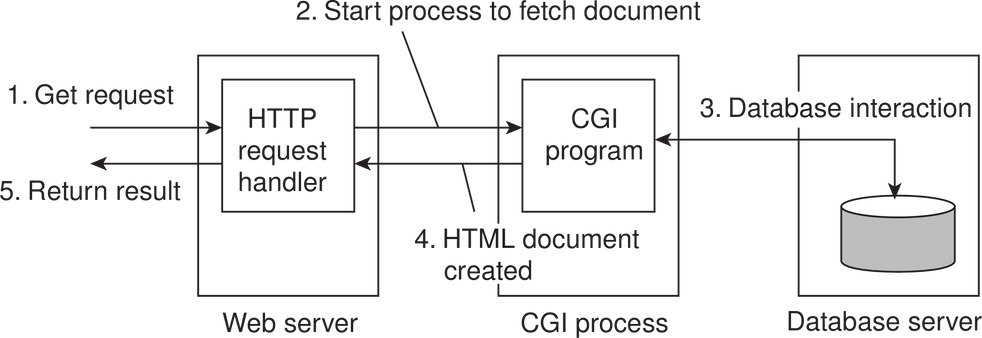 2. Start process to fetch document
1. Get request
HTTP
request
handler
CGI
program
3. Database interaction
5. Return result
4. HTML document
created
Web server
CGI process
Database server